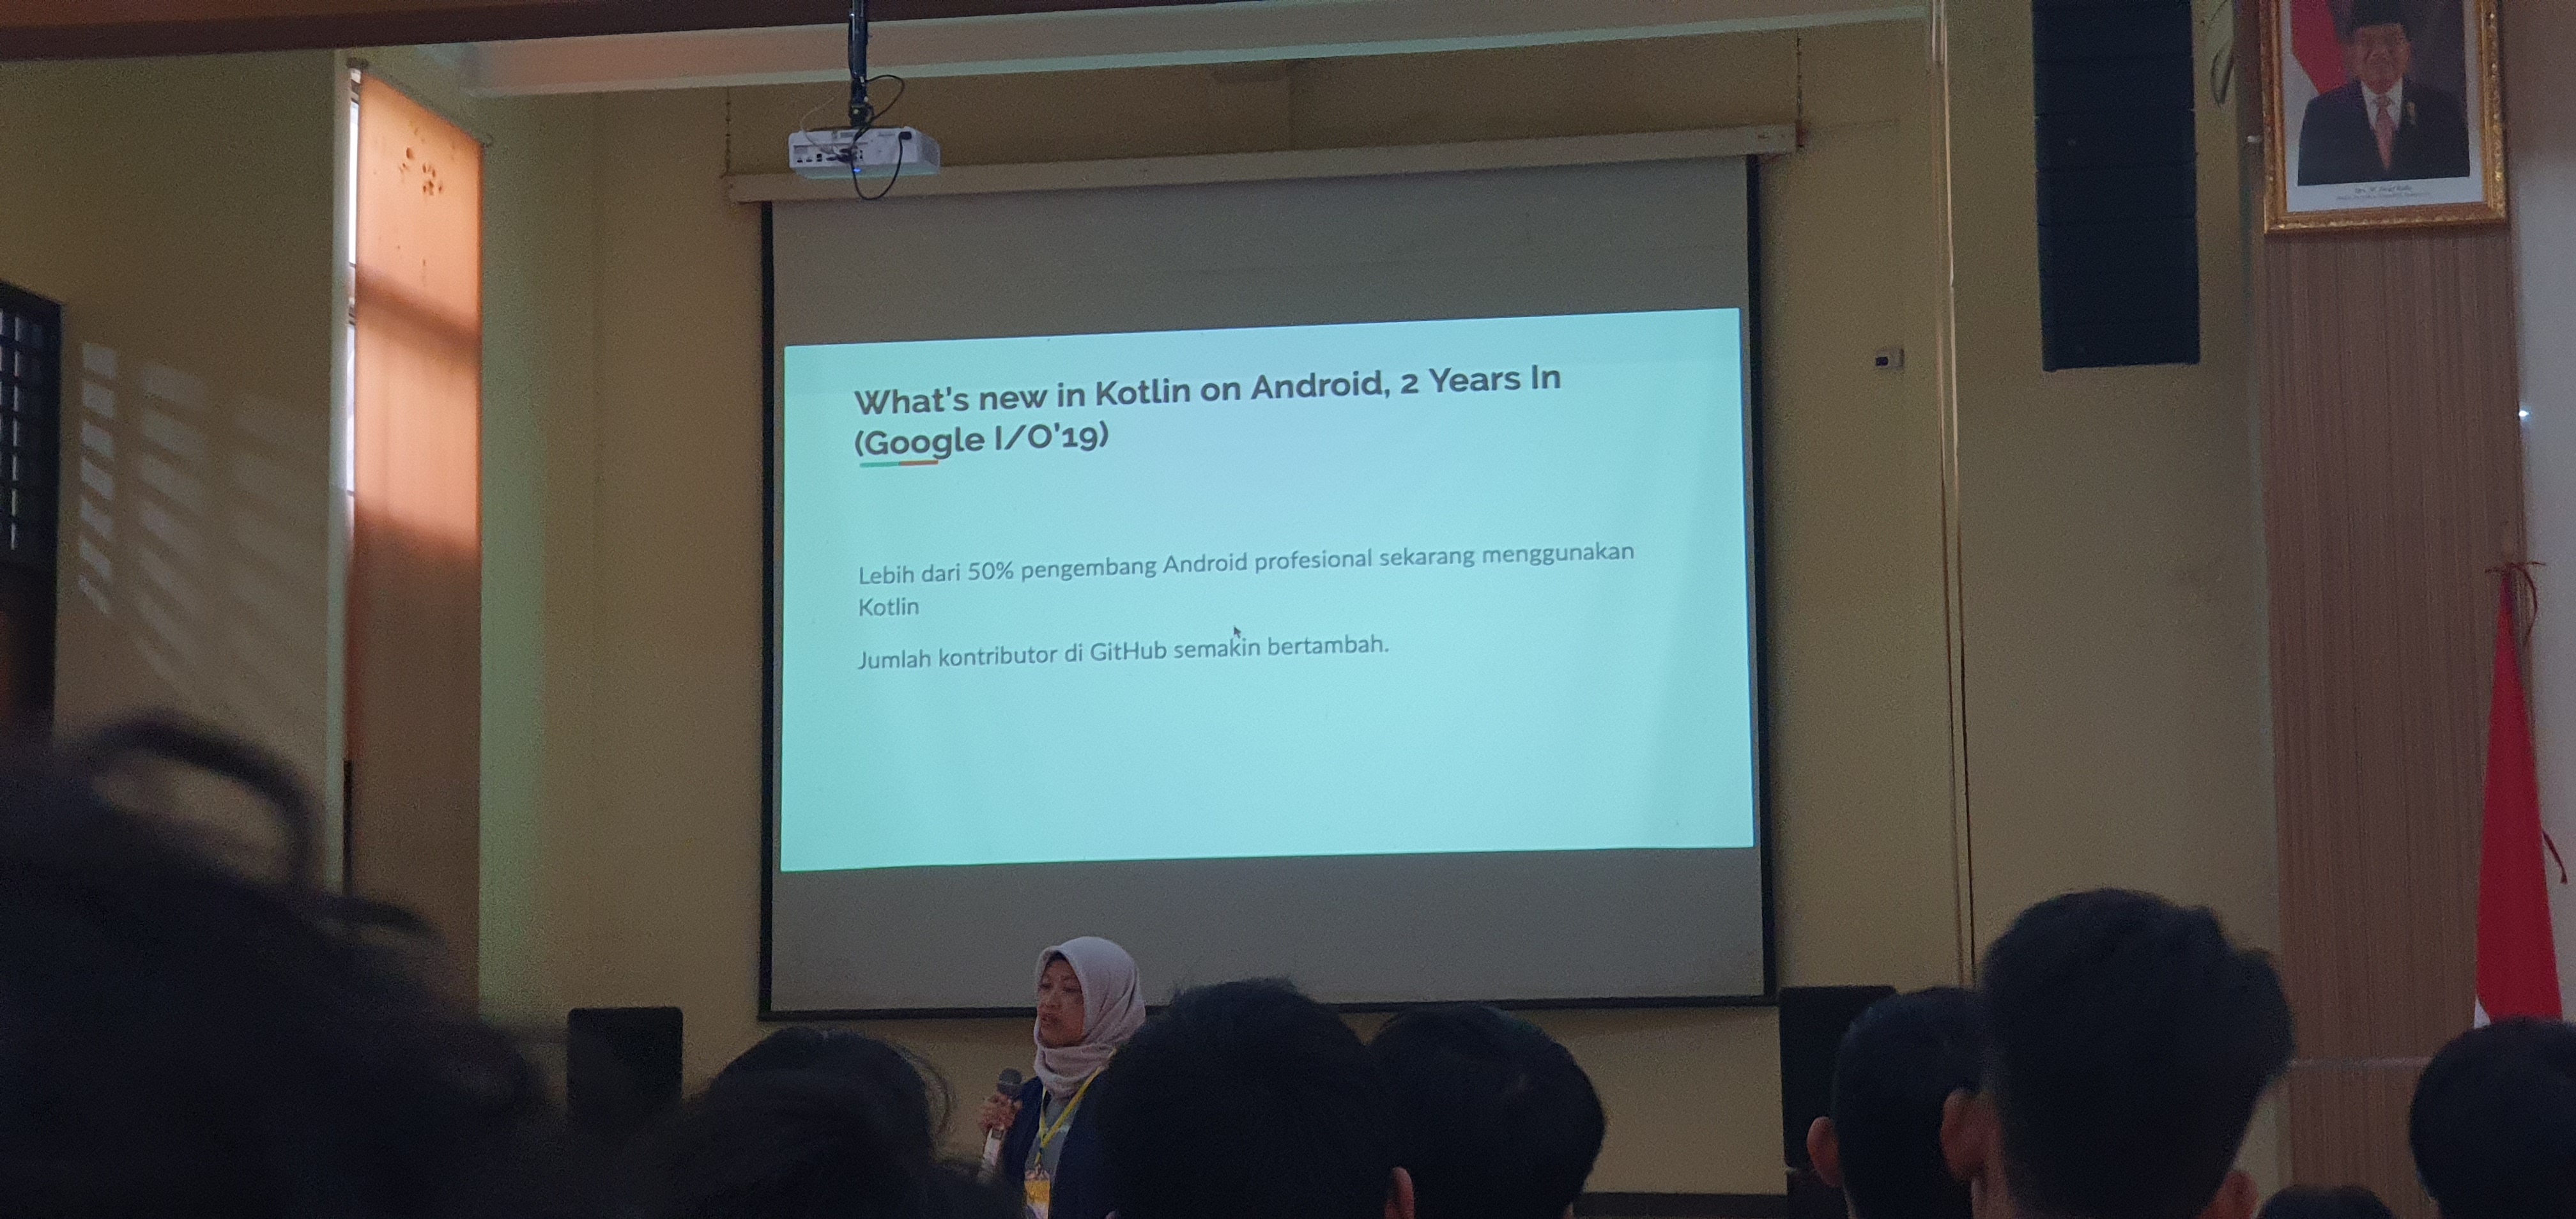 What's new in Kotlin on Android, 2 Years In
(Google I/O'19)
Lebih dari 50% pengembang Android profesional sekarang menggunakan
Kotlin
Jumlah kontributor di GitHub semakin bertambah.